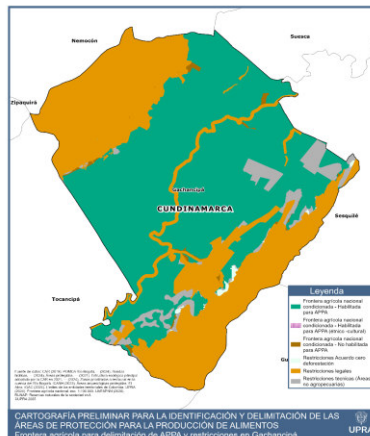 Nemocón
Suesca
Zipaquirá
Gachancipá
CUNDINAMARCA
Sesquilé
Tocancipá
Gu
Leyenda
Frontera agrícola nacional
condicionada - Habilitada
para APPA
Frontera agrícola nacional
condicionada - Habilitada
para APPA (étnico-cultural)
Frontera agrícola nacional
condicionada - No habilitada
para APPA
Restricciones Acuerdo cero
deforestación
Restricciones legales
Restricciones técnicas (Áreas
no agropecuarias)
CARTOGRAFÍA PRELIMINAR PARA LA IDENTIFICACIÓN Y DELIMITACIÓN DE LAS
ÁREAS DE PROTECCIÓN PARA LA PRODUCCIÓN DE ALIMENTOS
Frontera agrícola para delimitación de APPA y restricciones en Gachancipá
UPRA